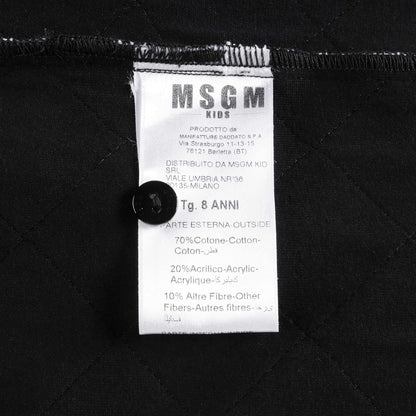 MSGM
KIDS
PRODOTTO da
MANIFATTURE DADDATO S.P.A
Via Strasburgo 11-13-15
76121 Barletta (BT)
DISTRIBUITO DA MSGM KID
SRL
VIALE UMBRIA NR°36
20135-MILANO
Tg. 8 ANNI
PARTE ESTERNA-OUTSIDE
70%Cotone-Cotton-
Coton-قطن
20%Acrilico-Acrylic-
Acrylique-
10% Altre Fibre-Other
Fibers-Autres fibres-
PARTE